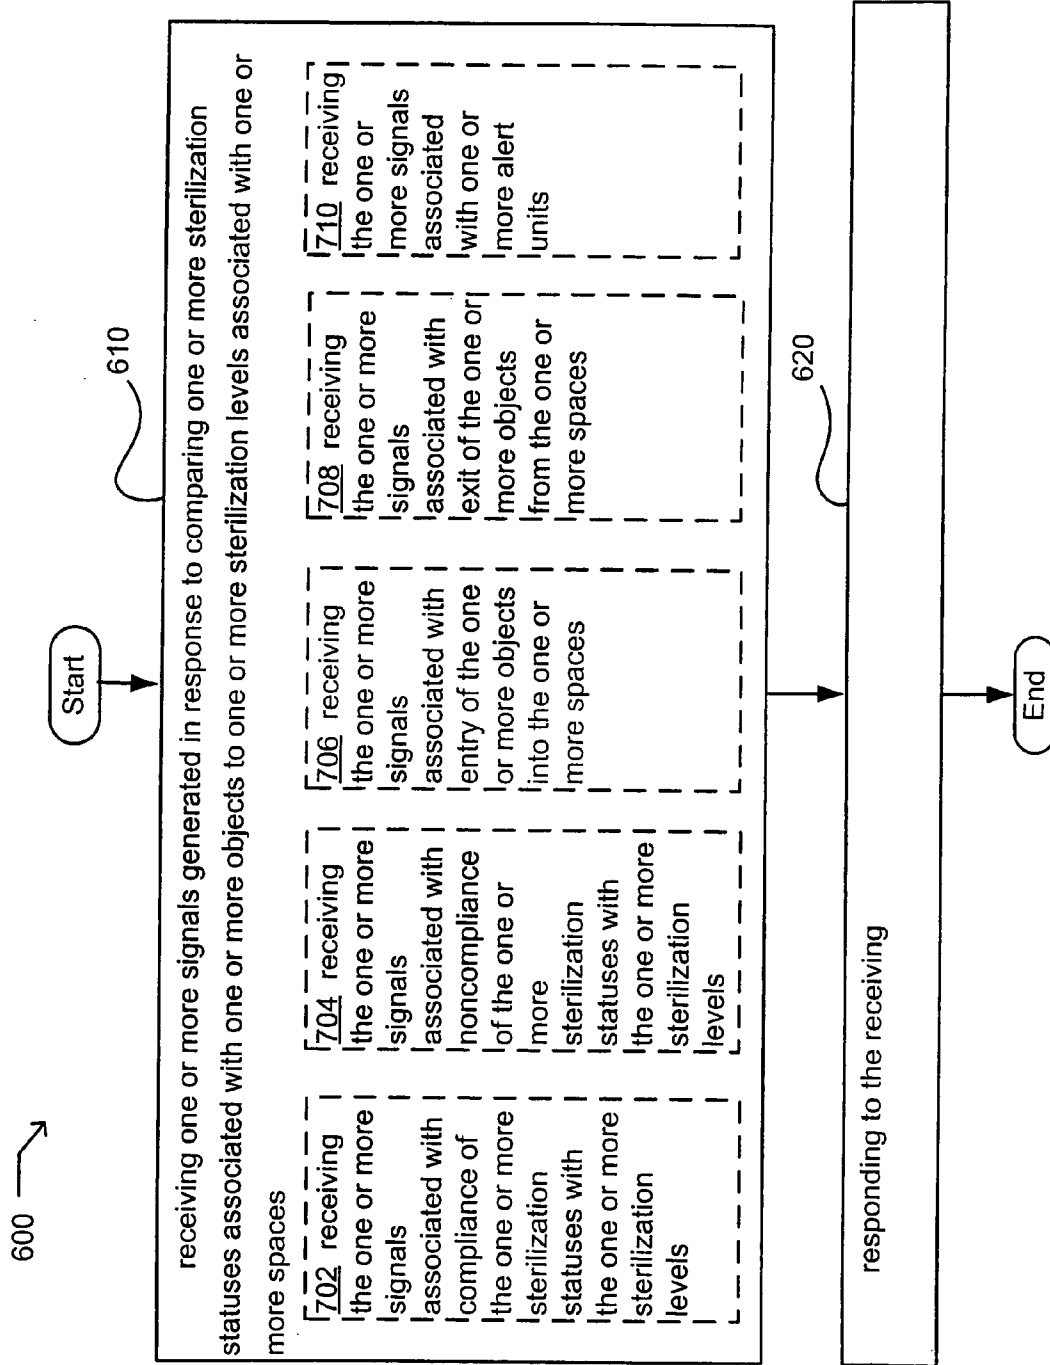 600
Start
610
receiving one or more signals generated in response to comparing one or more sterilization
statuses associated with one or more objects to one or more sterilization levels associated with one or
more spaces
702 receiving
the one or more
signals
associated with
compliance of
the one or more
sterilization
statuses with
the one or more
sterilization
levels
704 receiving
the one or more
signals
associated with
noncompliance
of the one or
more
sterilization
statuses with
the one or more
sterilization
levels
706 receiving
the one or more
signals
associated with
entry of the one
or more objects
into the one or
more spaces
708 receiving
the one or more
signals
associated with
exit of the one or
more objects
from the one or
more spaces
710 receiving
the one or
more signals
associated
with one or
more alert
units
620
responding to the receiving
End